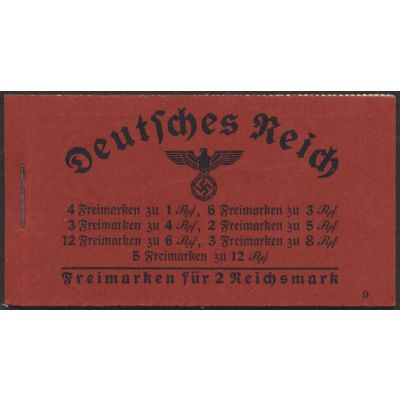 Deutsches Reich
4 Freimarken zu 1 Rpf, 6 Freimarken zu 3 Rpf
3 Freimarken zu 4 Rpf, 2 Freimarken zu 5 Rpf
12 Freimarken zu 6 Rpf, 3 Freimarken zu 8 Rpf
5 Freimarken zu 12 Rpf
Freimarken für 2 Reichsmark
9